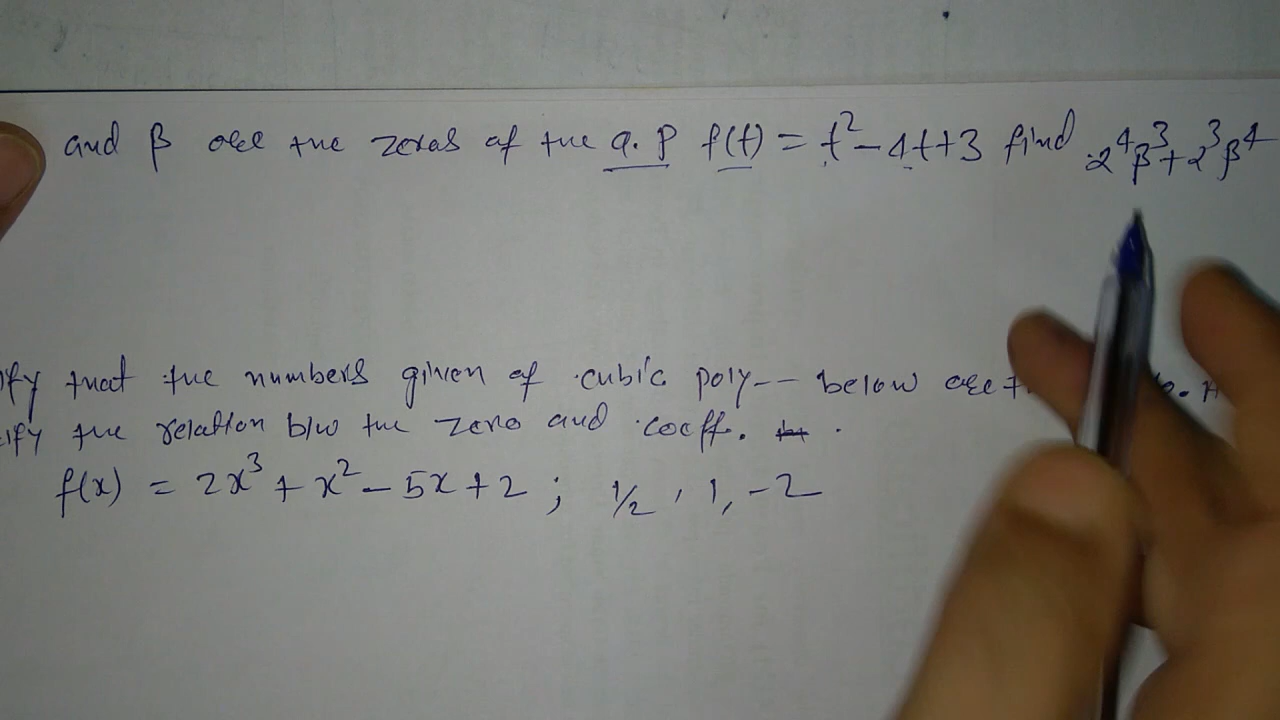 and β are the zeros of the q.p f(t) = t² - 4t + 3 find α⁴β³ + α³β⁴
ify that the numbers given of cubic poly-- below are
ify the relation b/w the zero and coeff.
f(x) = 2x³ + x² - 5x + 2 ; 1/2 , 1, -2